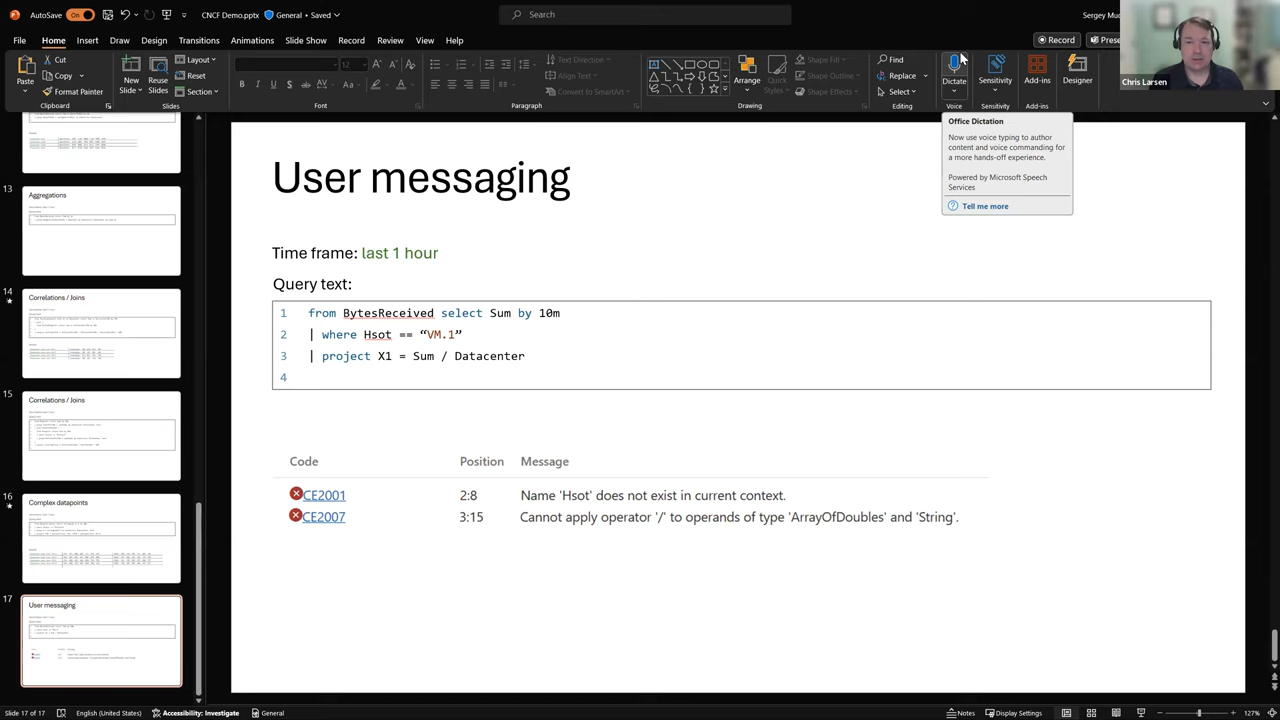 AutoSave On CNCF Demo.pptx General • Saved Search Sergey Mu
File Home Insert Draw Design Transitions Animations Slide Show Record Review View Help Record Prese
Paste Cut Copy Format Painter Clipboard
New Slide Reuse Slides Layout Reset Section Slides
12 Font
Text Direction Align Text Convert to SmartArt Paragraph
Arrange Quick Styles Shape Fill Shape Outline Shape Effects Drawing
Find Replace Select Editing
Dictate Voice
Sensitivity Sensitivity
Add-ins Add-ins
Designer
Chris Larsen
Office Dictation
Now use voice typing to author
content and voice commanding for
a more hands-off experience.
Powered by Microsoft Speech
Services
Tell me more
13
Aggregations
14
Correlations / Joins
15
Correlations / Joins
16
Complex datapoints
17
User messaging
User messaging
Time frame: last 1 hour
Query text:
1 from BytesReceived select Sum by 10m
2 | where Hsot == “VM.1”
3 | project X1 = Sum / Datacenter
4
Code Position Message
CE2001 2:8 Name 'Hsot' does not exist in current context.
CE2007 3:15 Cannot apply operator '/' to operands of type 'ArrayOfDoubles' and 'String'.
Slide 17 of 17 English (United States) Accessibility: Investigate General Notes Display Settings 127%